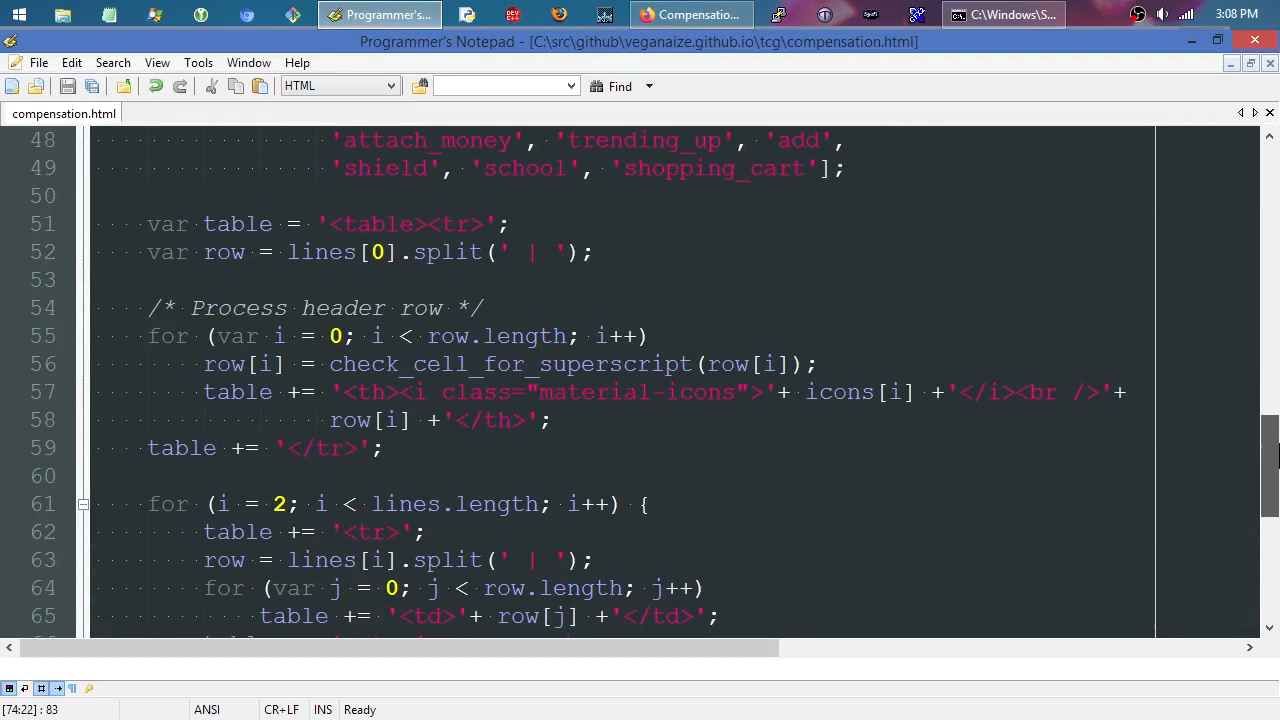 Programmer's...
Compensatio...
C:\Windows\S...
3:08 PM
Programmer's Notepad - [C:\src\github\veganaize.github.io\tcg\compensation.html]
File Edit Search View Tools Window Help
HTML
Find
compensation.html
48 'attach_money', 'trending_up', 'add',
49 'shield', 'school', 'shopping_cart'];
50
51 var table = '<table><tr>';
52 var row = lines[0].split(' | ');
53
54 /* Process header row */
55 for (var i = 0; i < row.length; i++)
56 row[i] = check_cell_for_superscript(row[i]);
57 table += '<th><i class="material-icons">'+ icons[i] +'</i><br />'+
58 row[i] +'</th>';
59 table += '</tr>';
60
61 for (i = 2; i < lines.length; i++) {
62 table += '<tr>';
63 row = lines[i].split(' | ');
64 for (var j = 0; j < row.length; j++)
65 table += '<td>'+ row[j] +'</td>';
[74:22] : 83
ANSI
CR+LF
INS
Ready